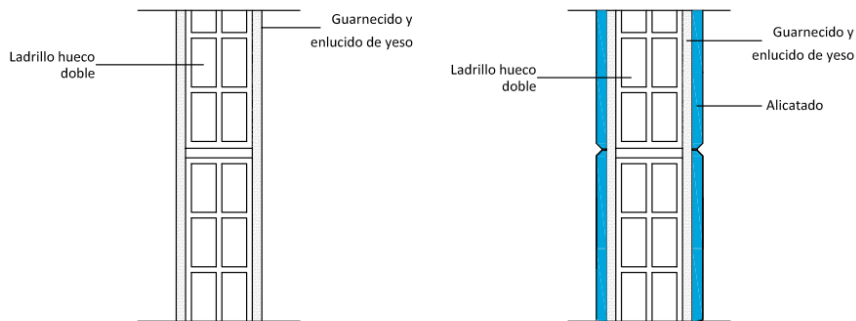 Guarnecido y
enlucido de yeso
Ladrillo hueco
doble
Guarnecido y
enlucido de yeso
Ladrillo hueco
doble
Alicatado